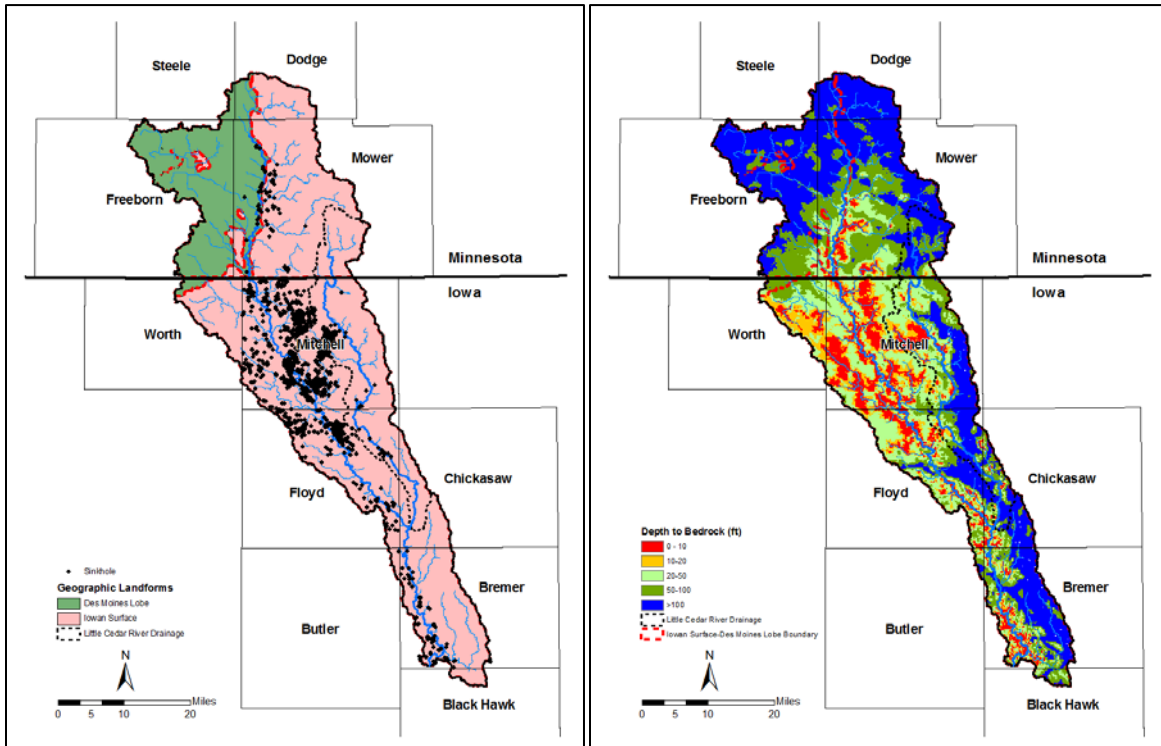 Steele
Dodge
Mower
Freeborn
Minnesota
Iowa
Worth
Mitchell
Chickasaw
Floyd
Bremer
Butler
Black Hawk
Sinkhole
Geographic Landforms
Des Moines Lobe
Iowan Surface
Little Cedar River Drainage
N
Miles
0 5 10 20
Steele
Dodge
Mower
Freeborn
Minnesota
Iowa
Worth
Mitchell
Chickasaw
Floyd
Bremer
Butler
Black Hawk
Depth to Bedrock (ft)
0 - 10
10-20
20-50
50-100
>100
Little Cedar River Drainage
Iowan Surface-Des Moines Lobe Boundary
N
Miles
0 5 10 20